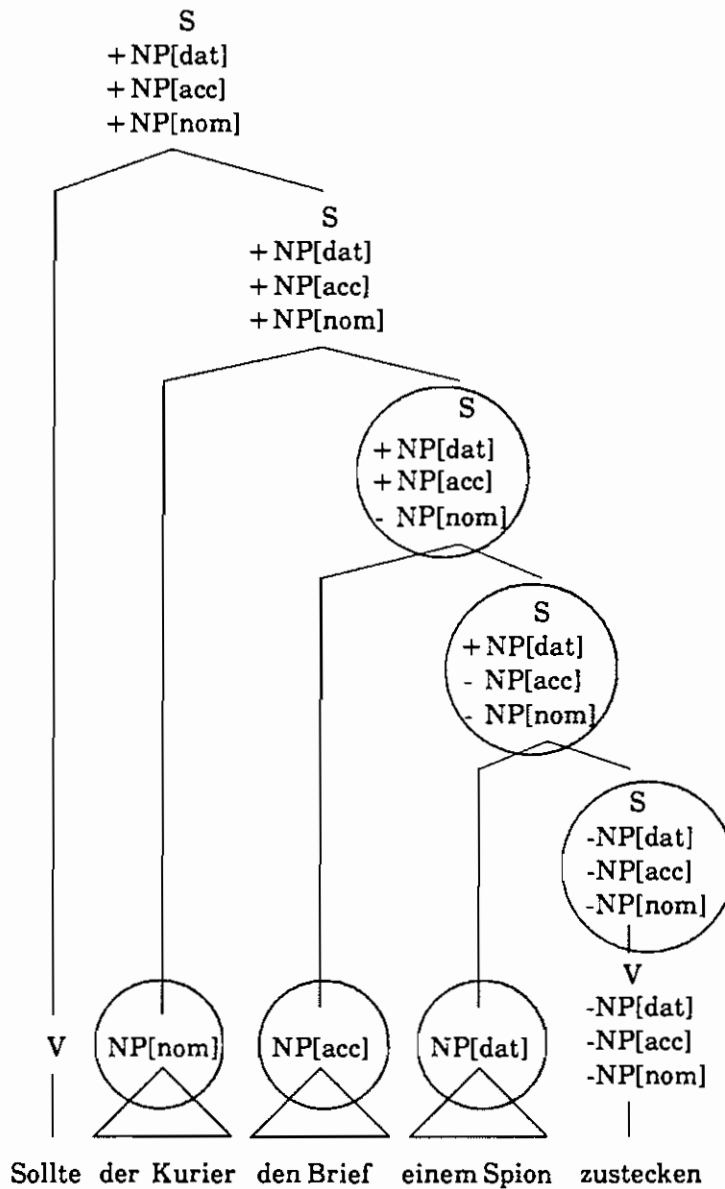 S
+ NP[dat]
+ NP[acc]
+ NP[nom]
S
+ NP[dat]
+ NP[acc]
+ NP[nom]
S
+ NP[dat]
+ NP[acc]
- NP[nom]
S
+ NP[dat]
- NP[acc]
- NP[nom]
S
-NP[dat]
-NP[acc]
-NP[nom]
V
-NP[dat]
-NP[acc]
-NP[nom]
V NP[nom] NP[acc] NP[dat]
Sollte der Kurier den Brief einem Spion zustecken